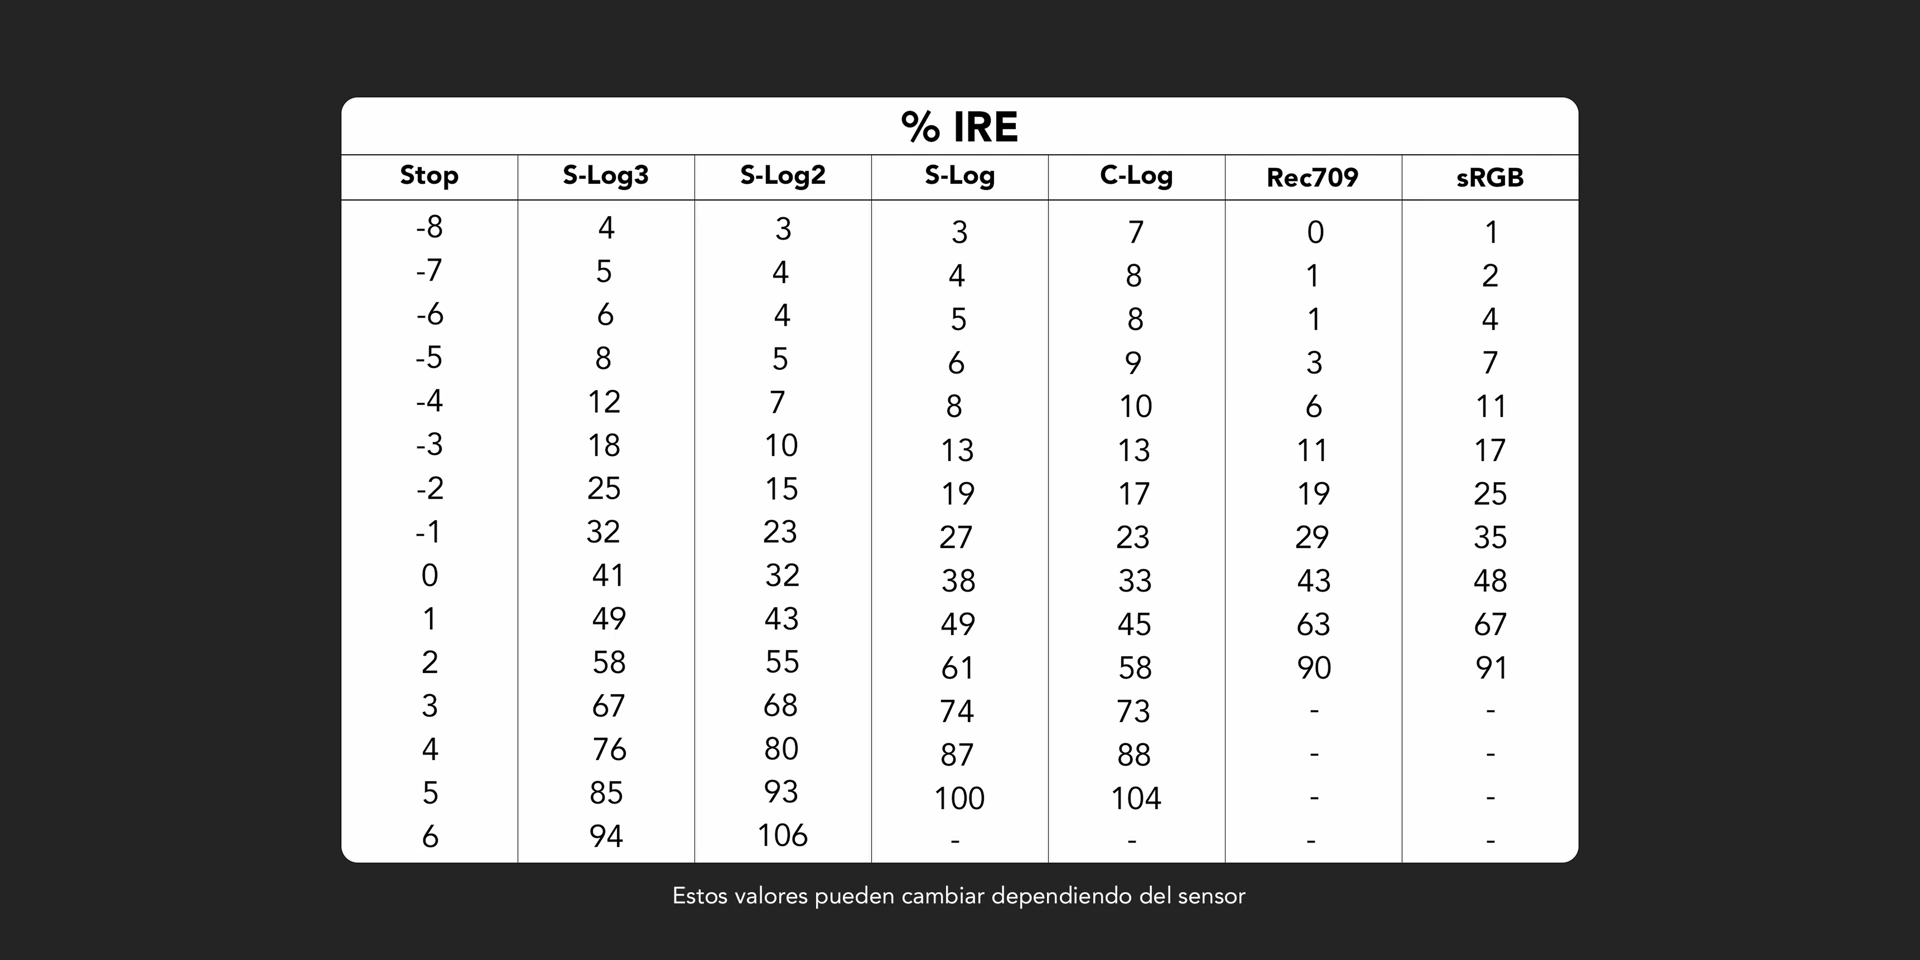 % IRE
Stop S-Log3 S-Log2 S-Log C-Log Rec709 sRGB
-8 4 3 3 7 0 1
-7 5 4 4 8 1 2
-6 6 4 5 8 1 4
-5 8 5 6 9 3 7
-4 12 7 8 10 6 11
-3 18 10 13 13 11 17
-2 25 15 19 17 19 25
-1 32 23 27 23 29 35
0 41 32 38 33 43 48
1 49 43 49 45 63 67
2 58 55 61 58 90 91
3 67 68 74 73 - -
4 76 80 87 88 - -
5 85 93 100 104 - -
6 94 106 - - - -
Estos valores pueden cambiar dependiendo del sensor